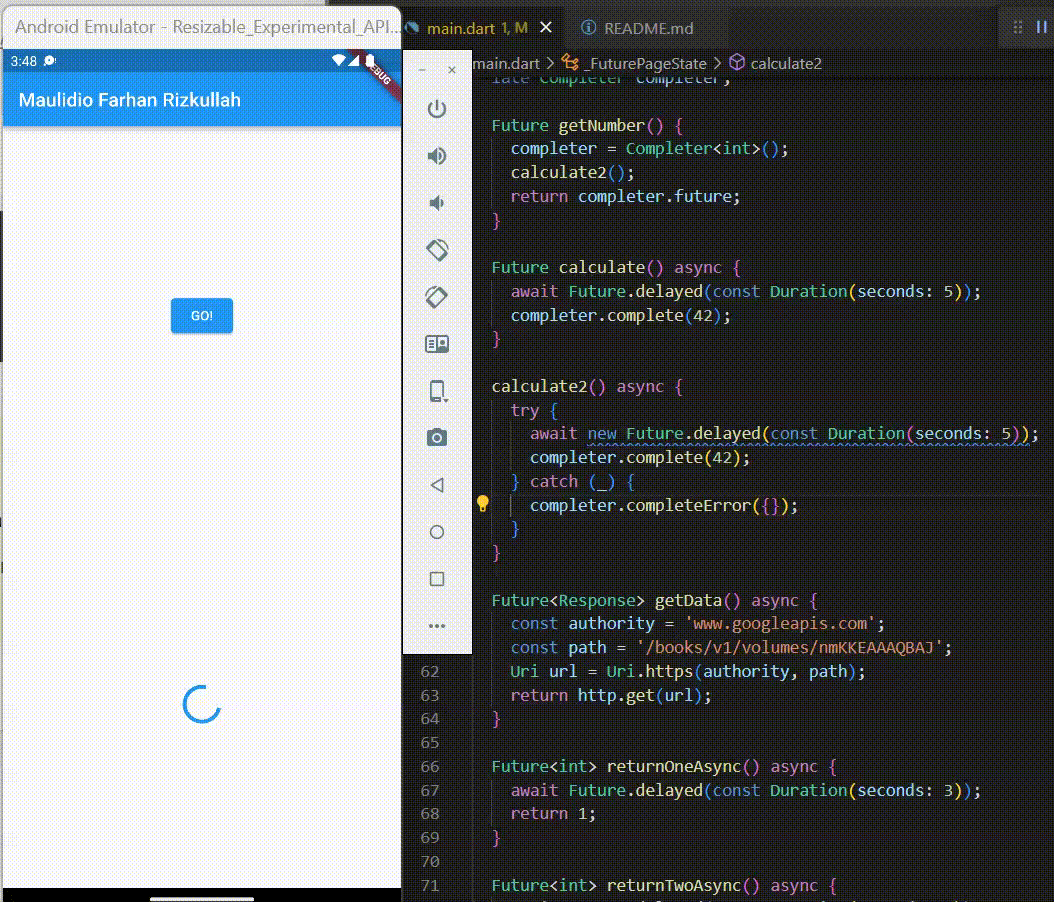 Android Emulator - Resizable_Experimental_API...
3:48
DEBUG
Maulidio Farhan Rizkullah
GO!
main.dart 1, M
README.md
main.dart > _FuturePageState > calculate2
late Completer completer;
Future getNumber() {
completer = Completer<int>();
calculate2();
return completer.future;
}
Future calculate() async {
await Future.delayed(const Duration(seconds: 5));
completer.complete(42);
}
calculate2() async {
try {
await new Future.delayed(const Duration(seconds: 5));
completer.complete(42);
} catch (_) {
completer.completeError({});
}
}
Future<Response> getData() async {
const authority = 'www.googleapis.com';
const path = '/books/v1/volumes/nmKKEAAAQBAJ';
62 Uri url = Uri.https(authority, path);
63 return http.get(url);
64 }
65
66 Future<int> returnOneAsync() async {
67 await Future.delayed(const Duration(seconds: 3));
68 return 1;
69 }
70
71 Future<int> returnTwoAsync() async {